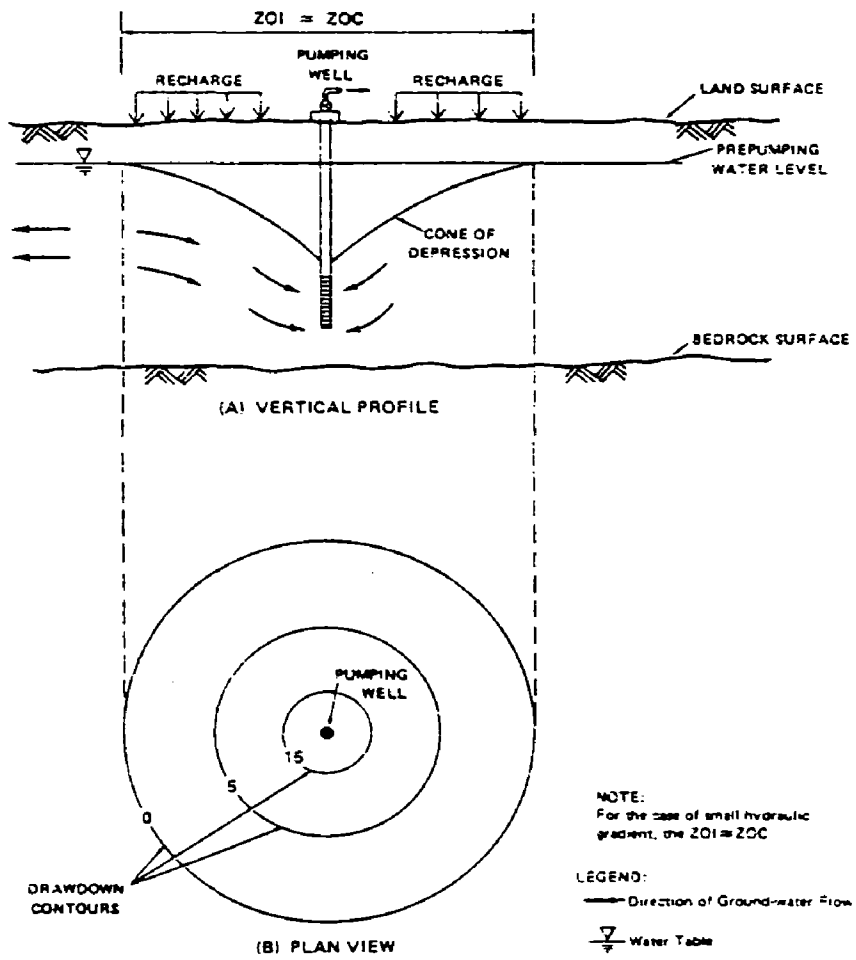 ZOI ≈ ZOC
PUMPING
WELL
RECHARGE
RECHARGE
LAND SURFACE
PREPUMPING
WATER LEVEL
CONE OF
DEPRESSION
BEDROCK SURFACE
(A) VERTICAL PROFILE
PUMPING
WELL
15
5
0
DRAWDOWN
CONTOURS
(B) PLAN VIEW
NOTE:
For the case of small hydraulic
gradient, the ZOI≈ZOC
LEGEND:
Direction of Ground-water Flow
Water Table